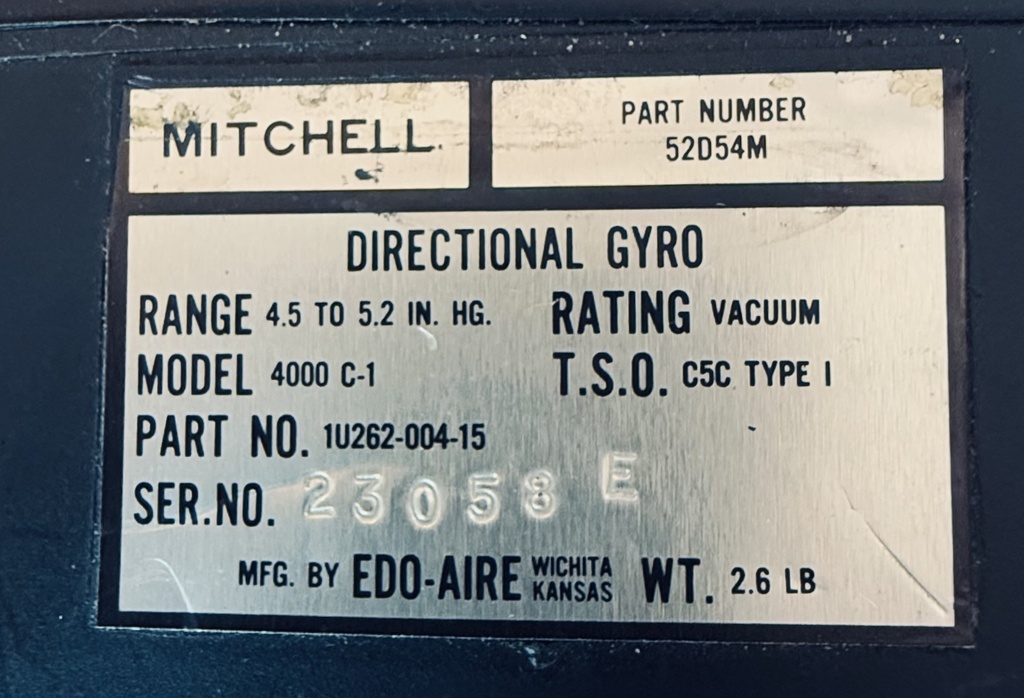 MITCHELL
PART NUMBER
52D54M
DIRECTIONAL GYRO
RANGE 4.5 TO 5.2 IN. HG. RATING VACUUM
MODEL 4000 C-1 T.S.O. C5C TYPE I
PART NO. 1U262-004-15
SER.NO. 23058 E
MFG. BY EDO-AIRE WICHITA KANSAS WT. 2.6 LB